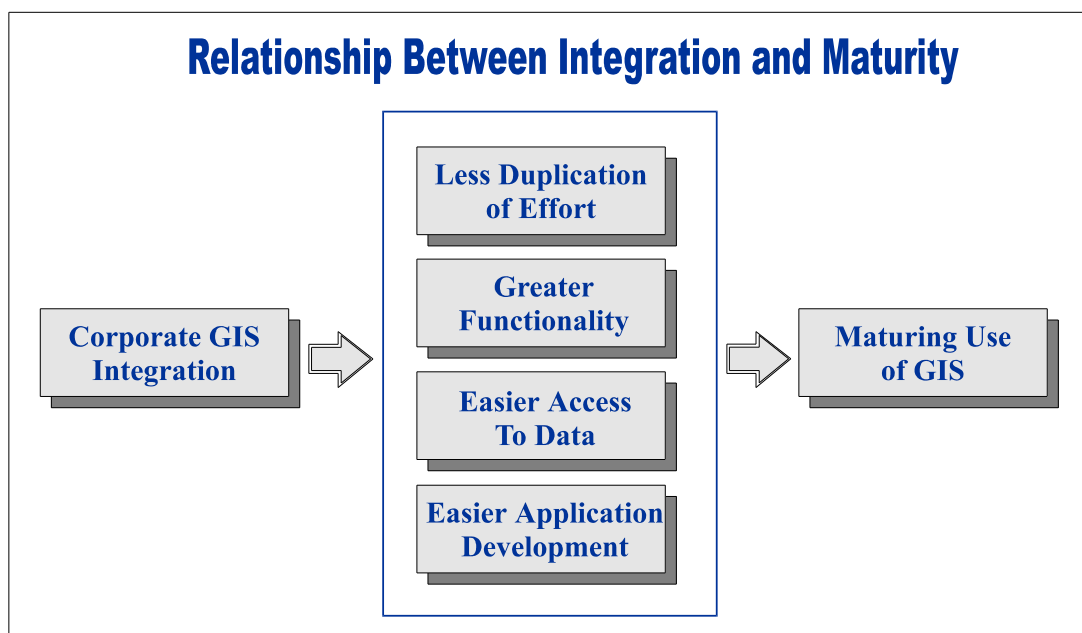 Relationship Between Integration and Maturity
Corporate GIS
Integration
Less Duplication
of Effort
Greater
Functionality
Easier Access
To Data
Easier Application
Development
Maturing Use
of GIS